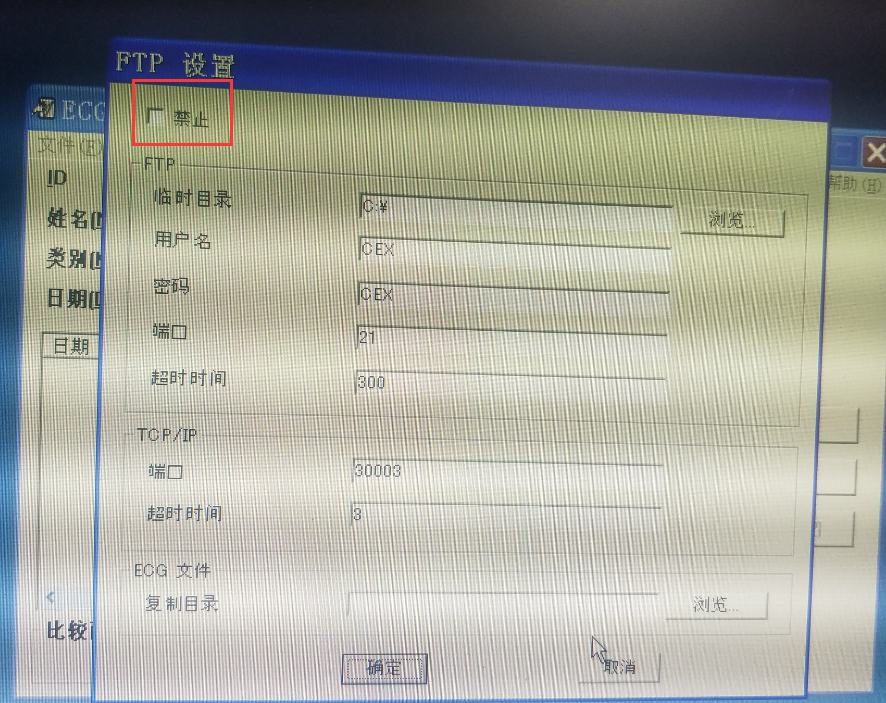 FTP 设置
ECG
禁止
文件(F)
帮助(H)
FTP
ID
临时目录 C:¥ 浏览...
姓名(
用户名 CEX
类别(
密码 CEX
日期(
端口 21
日期
超时时间 300
TCP/IP
端口 30003
超时时间 3
ECG 文件
复制目录 浏览...
比较
确定 取消